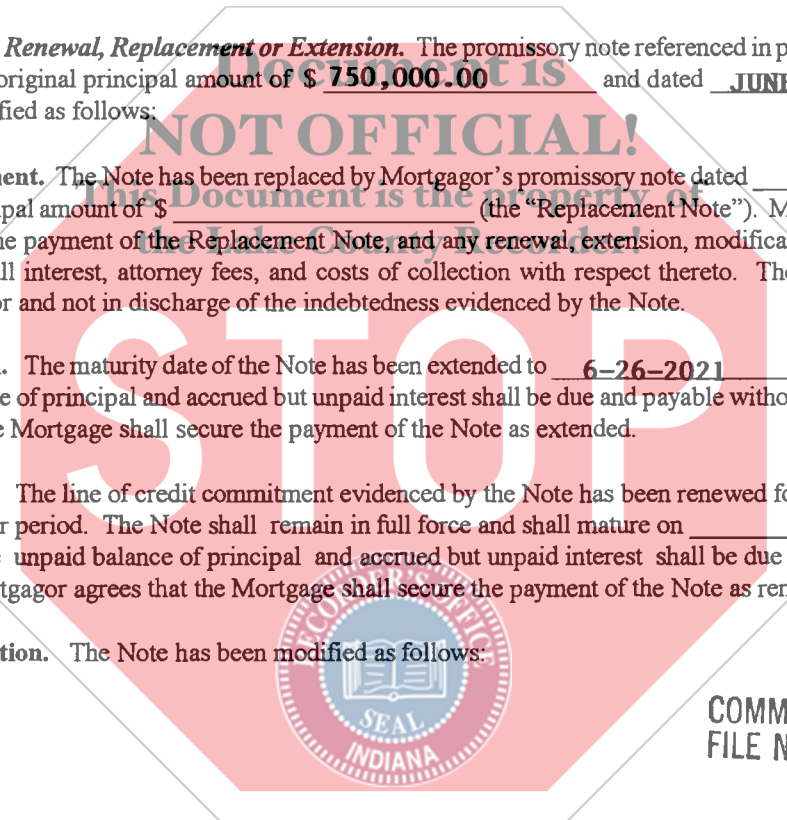 Renewal, Replacement or Extension. The promissory note referenced in p
original principal amount of $ 750,000.00 and dated JUNE
fied as follows:
Document is
NOT OFFICIAL!
This Document is the property of
the Lake County Recorder!
ent. The Note has been replaced by Mortgagor's promissory note dated
pal amount of $ (the "Replacement Note"). M
e payment of the Replacement Note, and any renewal, extension, modifica
ll interest, attorney fees, and costs of collection with respect thereto. The
r and not in discharge of the indebtedness evidenced by the Note.
. The maturity date of the Note has been extended to 6-26-2021
e of principal and accrued but unpaid interest shall be due and payable witho
e Mortgage shall secure the payment of the Note as extended.
STOP
The line of credit commitment evidenced by the Note has been renewed fo
r period. The Note shall remain in full force and shall mature on
unpaid balance of principal and accrued but unpaid interest shall be due
tgagor agrees that the Mortgage shall secure the payment of the Note as ren
tion. The Note has been modified as follows:
RECORDER'S OFFICE
SEAL
INDIANA
COMM
FILE N